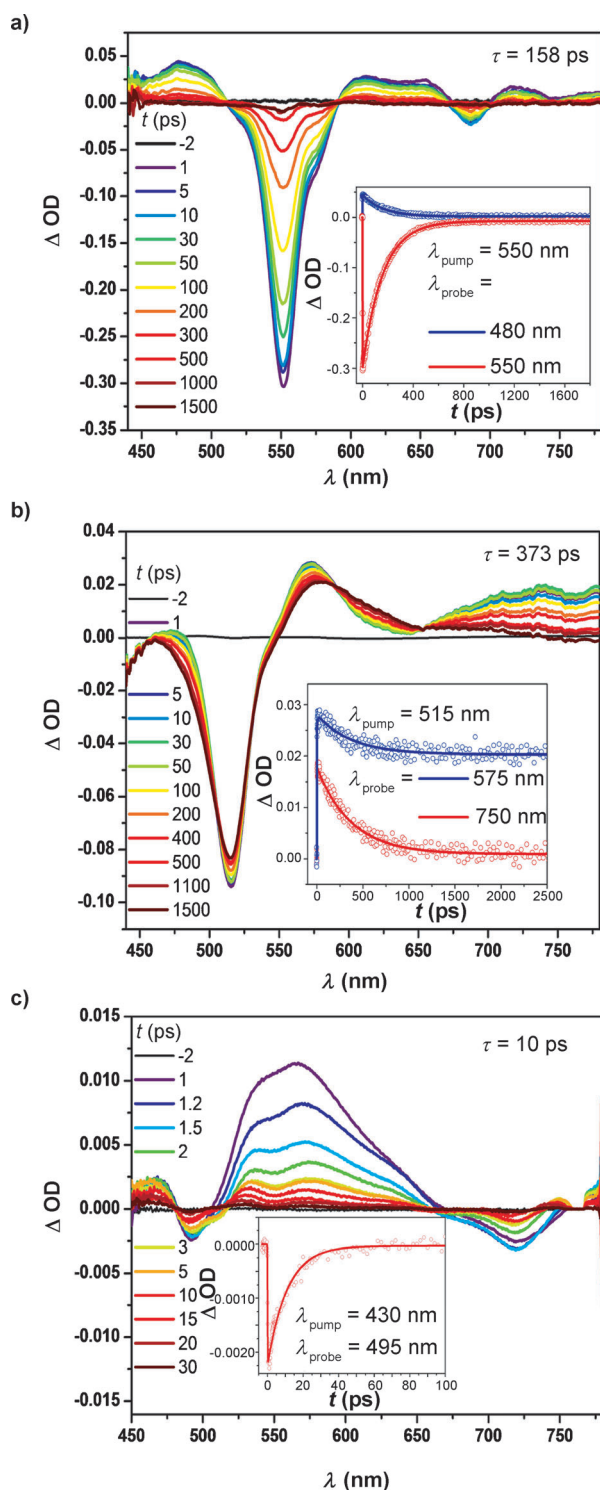 a)
τ = 158 ps
0.05
0.00
-0.05
-0.10
-0.15
-0.20
-0.25
-0.30
-0.35
Δ OD
t (ps)
-2
1
5
10
30
50
100
200
300
500
1000
1500
0.0
-0.1
-0.2
-0.3
Δ OD
λpump = 550 nm
λprobe =
480 nm
550 nm
0 400 800 1200 1600
t (ps)
450 500 550 600 650 700 750
λ (nm)
b)
τ = 373 ps
0.04
0.02
0.00
-0.02
-0.04
-0.06
-0.08
-0.10
Δ OD
t (ps)
-2
1
5
10
30
50
100
200
400
500
1100
1500
0.03
0.02
0.01
0.00
Δ OD
λpump = 515 nm
λprobe = 575 nm
750 nm
0 500 1000 1500 2000 2500
t (ps)
450 500 550 600 650 700 750
λ (nm)
c)
τ = 10 ps
0.015
0.010
0.005
0.000
-0.005
-0.010
-0.015
Δ OD
t (ps)
-2
1
1.2
1.5
2
3
5
10
15
20
30
0.0000
-0.0010
-0.0020
Δ OD
λpump = 430 nm
λprobe = 495 nm
0 20 40 60 80 100
t (ps)
450 500 550 600 650 700 750
λ (nm)